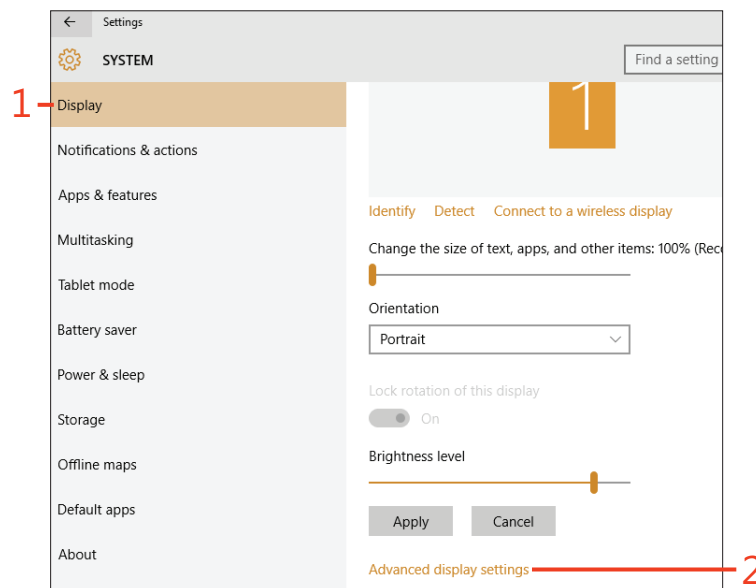 ← Settings
SYSTEM
Find a setting
1
Display
1
Notifications & actions
Apps & features
Identify Detect Connect to a wireless display
Multitasking
Change the size of text, apps, and other items: 100% (Rec
Tablet mode
Orientation
Battery saver
Portrait
Power & sleep
Lock rotation of this display
Storage
On
Offline maps
Brightness level
Default apps
Apply Cancel
About
Advanced display settings
2